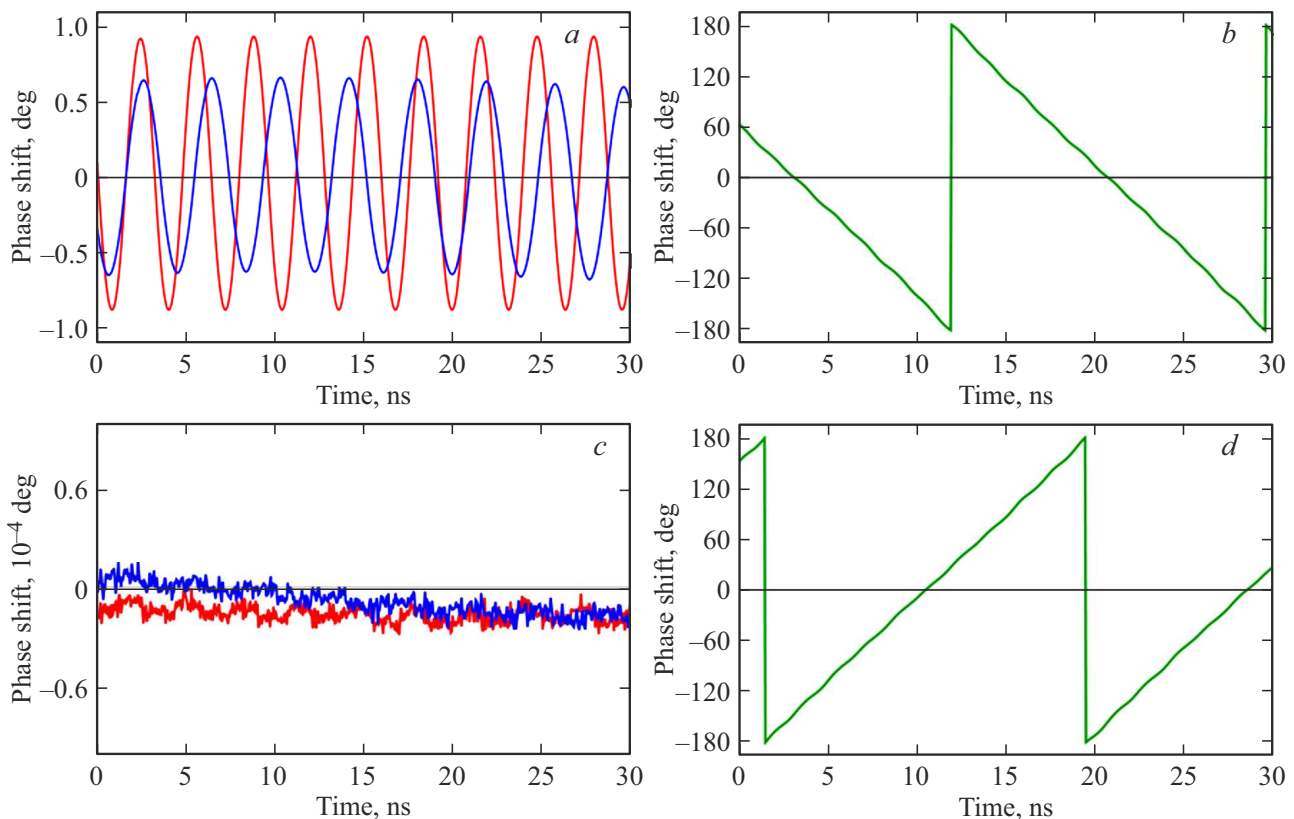 a
Phase shift, deg
1.0
0.5
0
–0.5
–1.0
0 5 10 15 20 25 30
Time, ns
b
Phase shift, deg
180
120
60
0
–60
–120
–180
0 5 10 15 20 25 30
Time, ns
c
Phase shift, 10–4 deg
0.6
0
–0.6
0 5 10 15 20 25 30
Time, ns
d
Phase shift, deg
180
120
60
0
–60
–120
–180
0 5 10 15 20 25 30
Time, ns